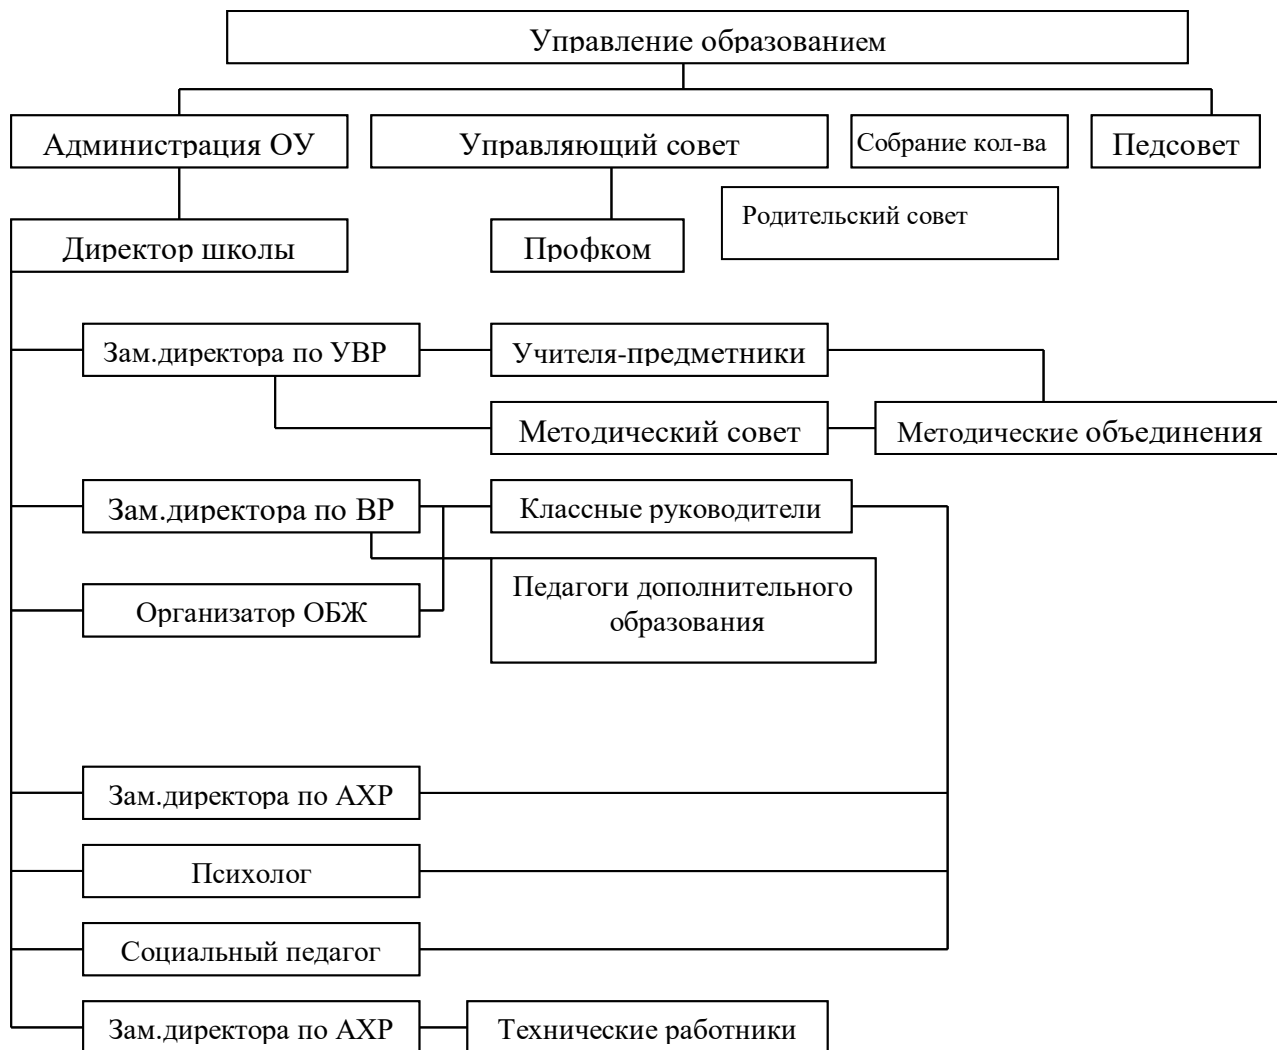 Управление образованием
Администрация ОУ
Управляющий совет
Собрание кол-ва
Педсовет
Родительский совет
Директор школы
Профком
Зам.директора по УВР
Учителя-предметники
Методический совет
Методические объединения
Зам.директора по ВР
Классные руководители
Педагоги дополнительного
образования
Организатор ОБЖ
Зам.директора по АХР
Психолог
Социальный педагог
Зам.директора по АХР
Технические работники